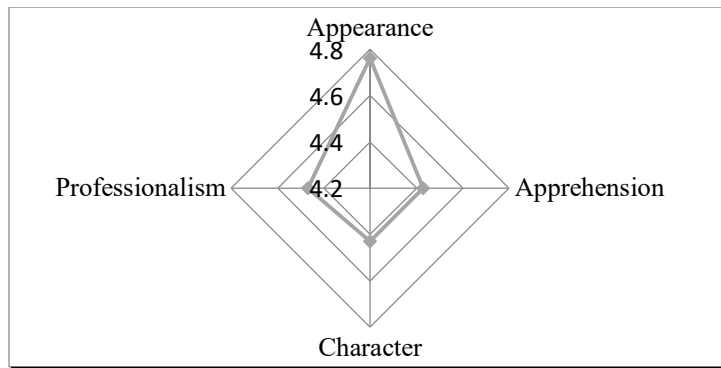 Appearance
4.8
4.6
4.4
4.2
Professionalism
Apprehension
Character